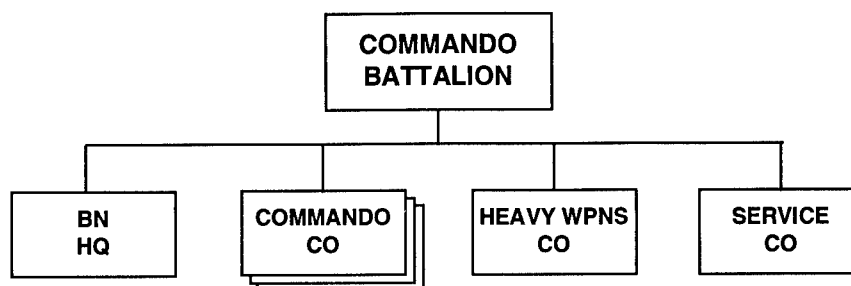 COMMANDO
BATTALION
BN
HQ
COMMANDO
CO
HEAVY WPNS
CO
SERVICE
CO